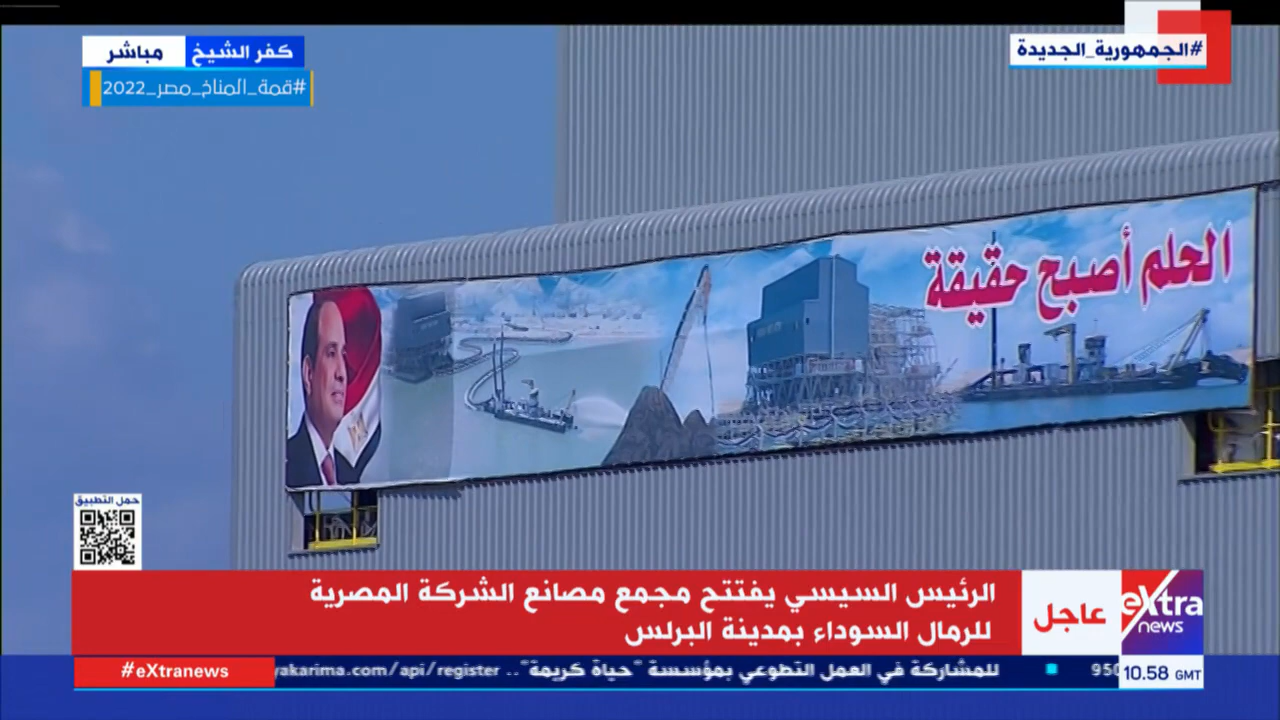 كفر الشيخ مباشر
#قمة_المناخ_مصر_2022
#الجمهورية_الجديدة
الحلم أصبح حقيقة
حمل التطبيق
الرئيس السيسي يفتتح مجمع مصانع الشركة المصرية
للرمال السوداء بمدينة البرلس
عاجل
eXtra
news
#eXtranews
950 للمشاركة في العمل التطوعي بمؤسسة "حياة كريمة".. yakarima.com/api/register
10.58 GMT